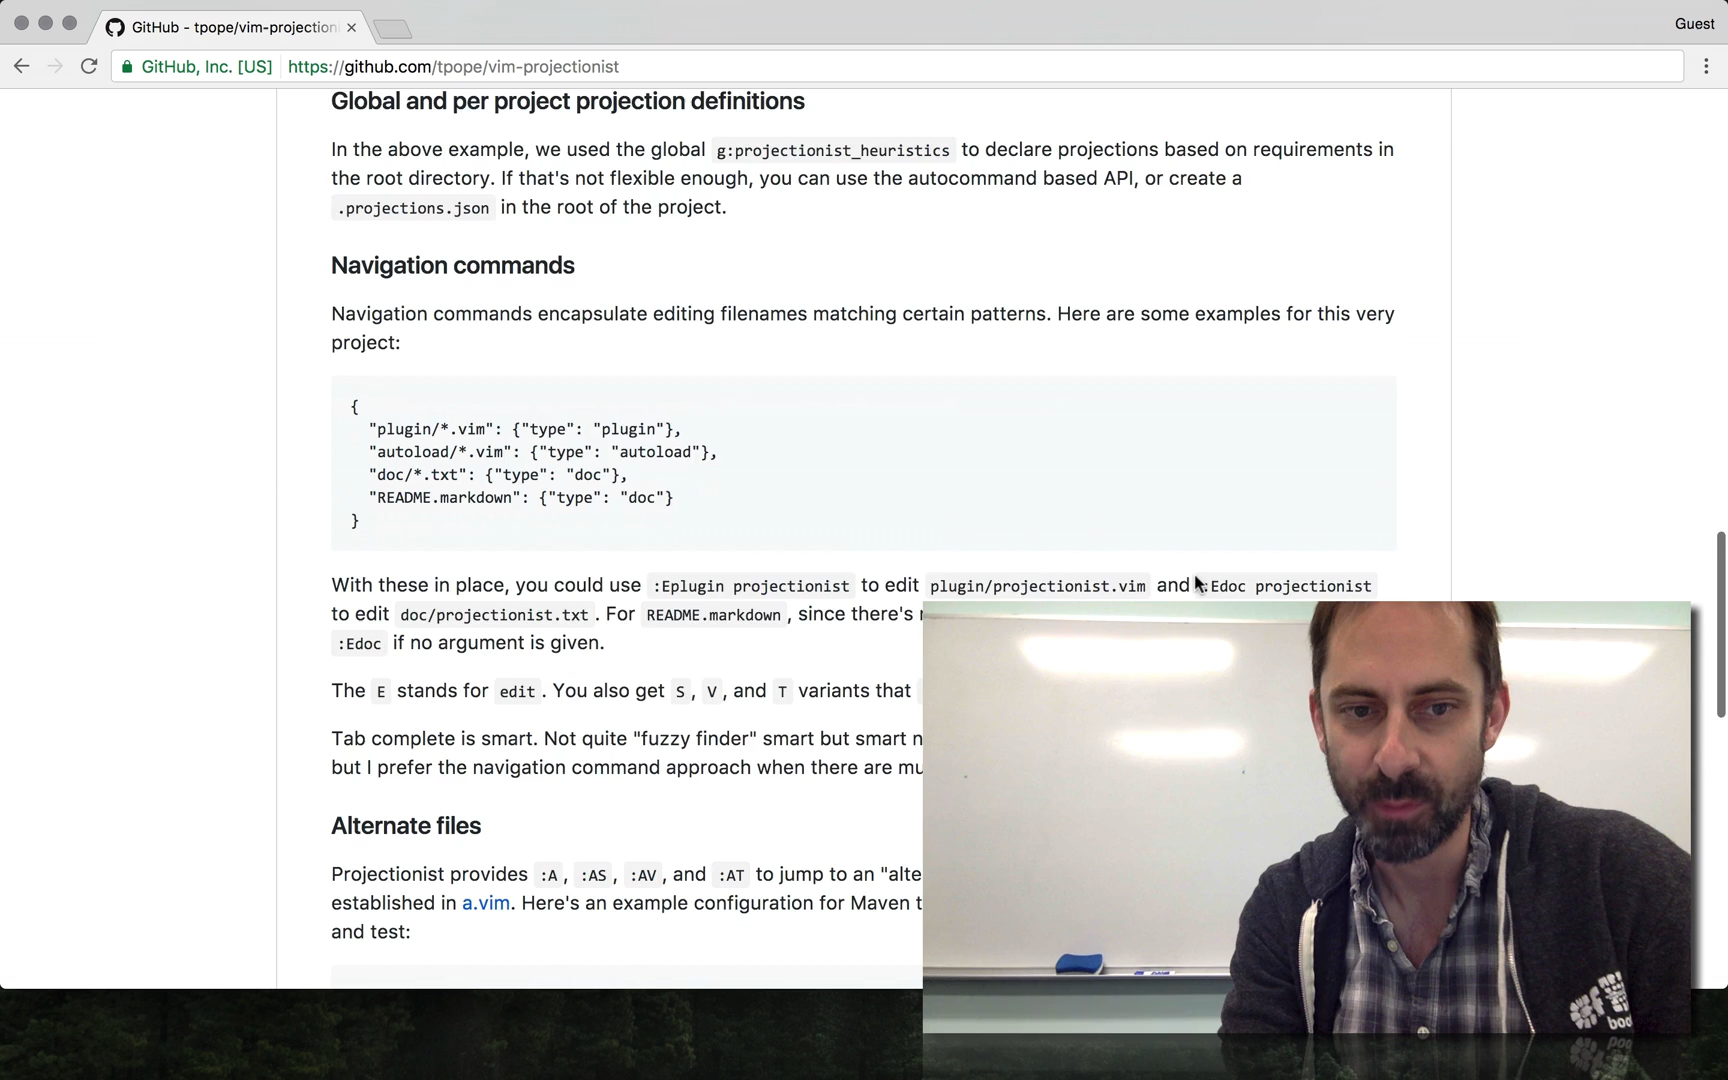 GitHub - tpope/vim-projection
Guest
GitHub, Inc. [US] https://github.com/tpope/vim-projectionist
Global and per project projection definitions
In the above example, we used the global g:projectionist_heuristics to declare projections based on requirements in
the root directory. If that's not flexible enough, you can use the autocommand based API, or create a
.projections.json in the root of the project.
Navigation commands
Navigation commands encapsulate editing filenames matching certain patterns. Here are some examples for this very
project:
{
"plugin/*.vim": {"type": "plugin"},
"autoload/*.vim": {"type": "autoload"},
"doc/*.txt": {"type": "doc"},
"README.markdown": {"type": "doc"}
}
With these in place, you could use :Eplugin projectionist to edit plugin/projectionist.vim and :Edoc projectionist
to edit doc/projectionist.txt. For README.markdown, since there's
:Edoc if no argument is given.
The E stands for edit. You also get S, V, and T variants that
Tab complete is smart. Not quite "fuzzy finder" smart but smart
but I prefer the navigation command approach when there are
Alternate files
Projectionist provides :A, :AS, :AV, and :AT to jump to an "alte
established in a.vim. Here's an example configuration for Maven
and test: